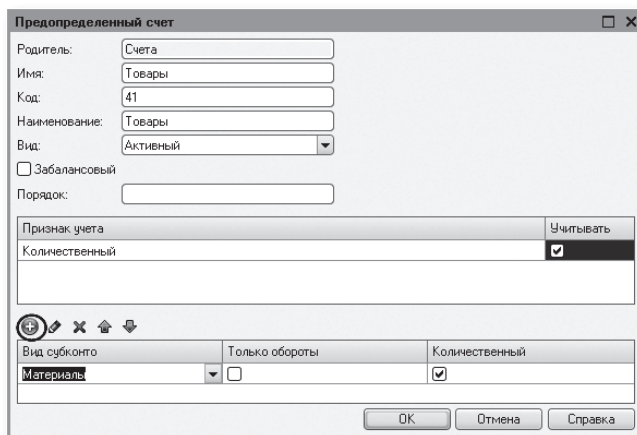 Предопределенный счет
Родитель: Счета
Имя: Товары
Код: 41
Наименование: Товары
Вид: Активный
Забалансовый
Порядок:
Признак учета Учитывать
Количественный
Вид субконто Только обороты Количественный
Материалы
OK Отмена Справка